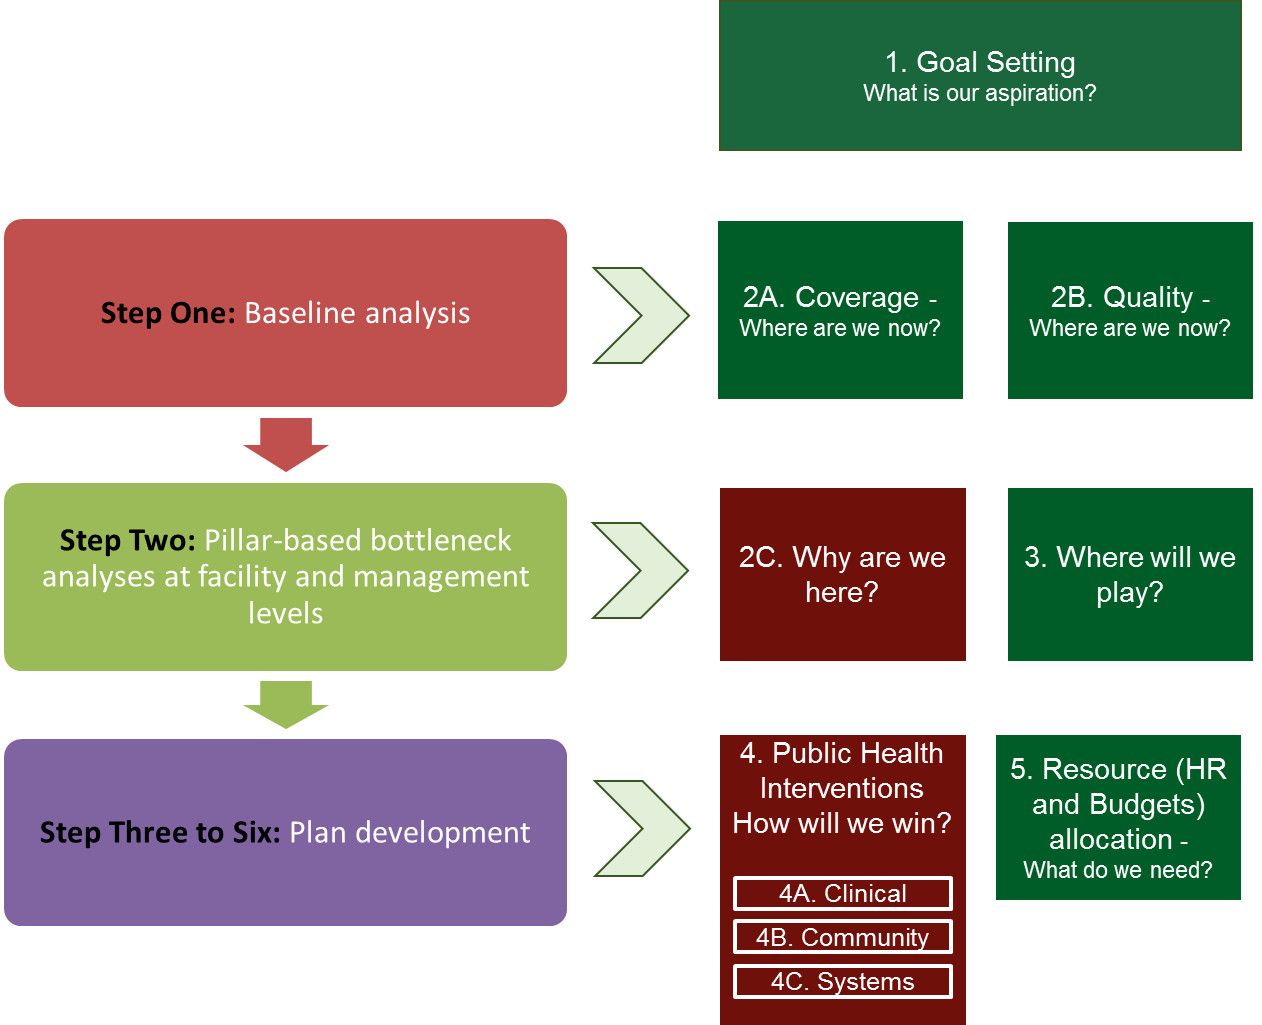 1. Goal Setting
What is our aspiration?
Step One: Baseline analysis
2A. Coverage -
Where are we now?
2B. Quality -
Where are we now?
Step Two: Pillar-based bottleneck
analyses at facility and management
levels
2C. Why are we
here?
3. Where will we
play?
Step Three to Six: Plan development
4. Public Health
Interventions
How will we win?
4A. Clinical
4B. Community
4C. Systems
5. Resource (HR
and Budgets)
allocation -
What do we need?